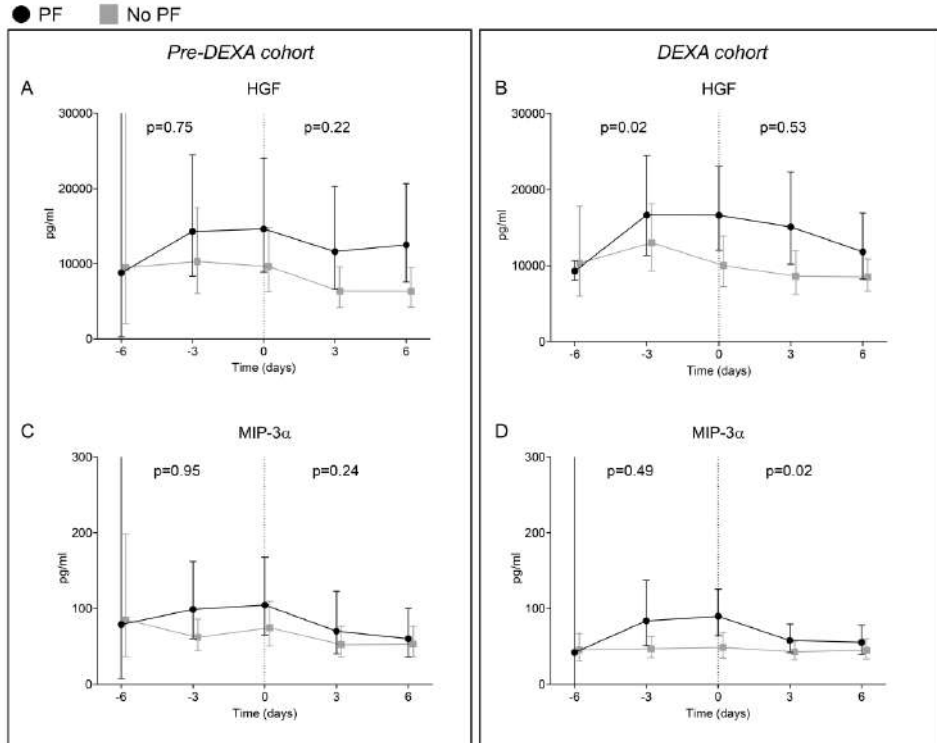 PF No PF
Pre-DEXA cohort
A
HGF
30000
20000
10000
0
pg/ml
p=0.75 p=0.22
-6 -3 0 3 6
Time (days)
C
MIP-3α
300
200
100
0
pg/ml
p=0.95 p=0.24
-6 -3 0 3 6
Time (days)
DEXA cohort
B
HGF
30000
20000
10000
0
pg/ml
p=0.02 p=0.53
-6 -3 0 3 6
Time (days)
D
MIP-3α
300
200
100
0
pg/ml
p=0.49 p=0.02
-6 -3 0 3 6
Time (days)